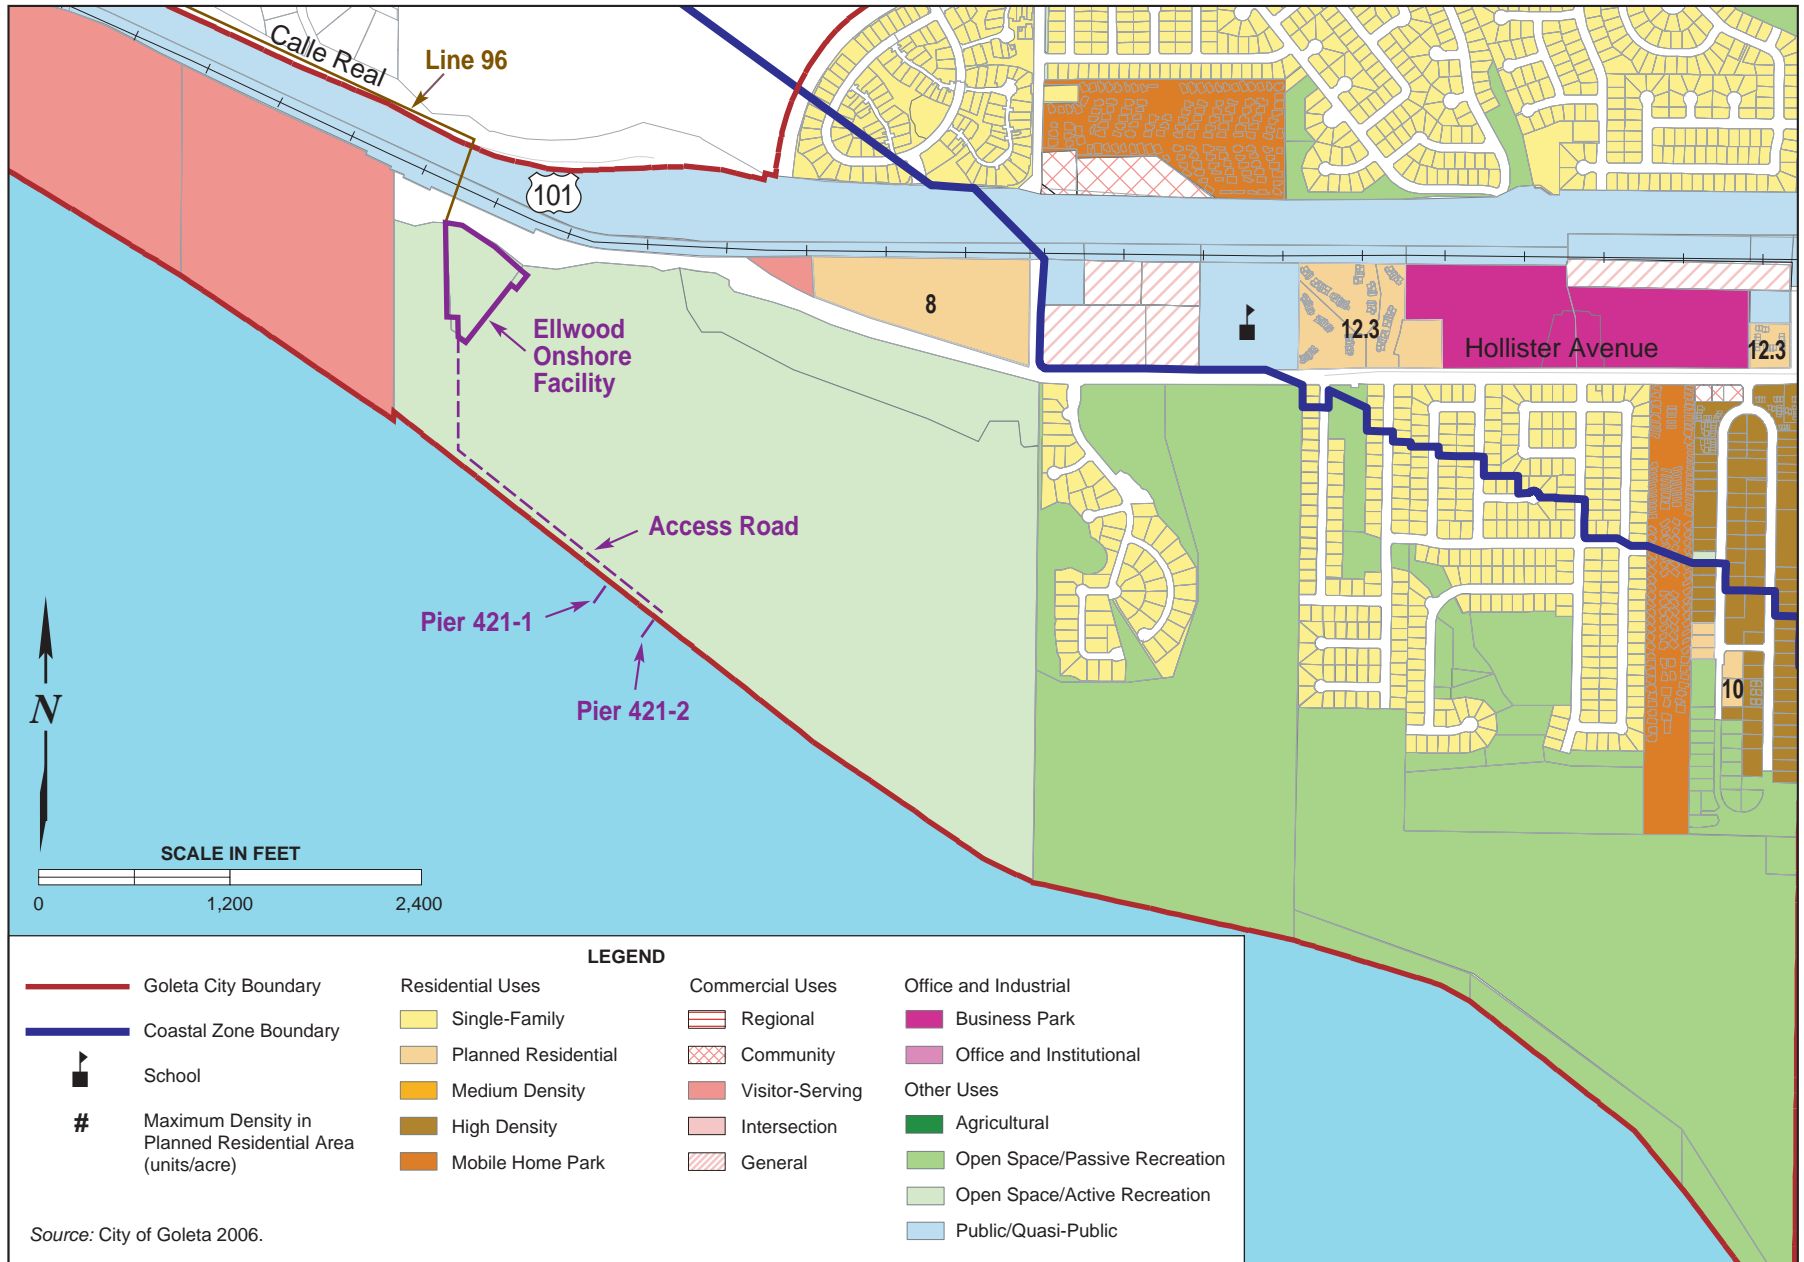 Calle Real
Line 96
101
8
12.3
Hollister Avenue
12.3
Ellwood
Onshore
Facility
Access Road
Pier 421-1
Pier 421-2
10
N
SCALE IN FEET
0 1,200 2,400
LEGEND
Goleta City Boundary
Coastal Zone Boundary
School
# Maximum Density in
Planned Residential Area
(units/acre)
Residential Uses
Single-Family
Planned Residential
Medium Density
High Density
Mobile Home Park
Commercial Uses
Regional
Community
Visitor-Serving
Intersection
General
Office and Industrial
Business Park
Office and Institutional
Other Uses
Agricultural
Open Space/Passive Recreation
Open Space/Active Recreation
Public/Quasi-Public
Source: City of Goleta 2006.